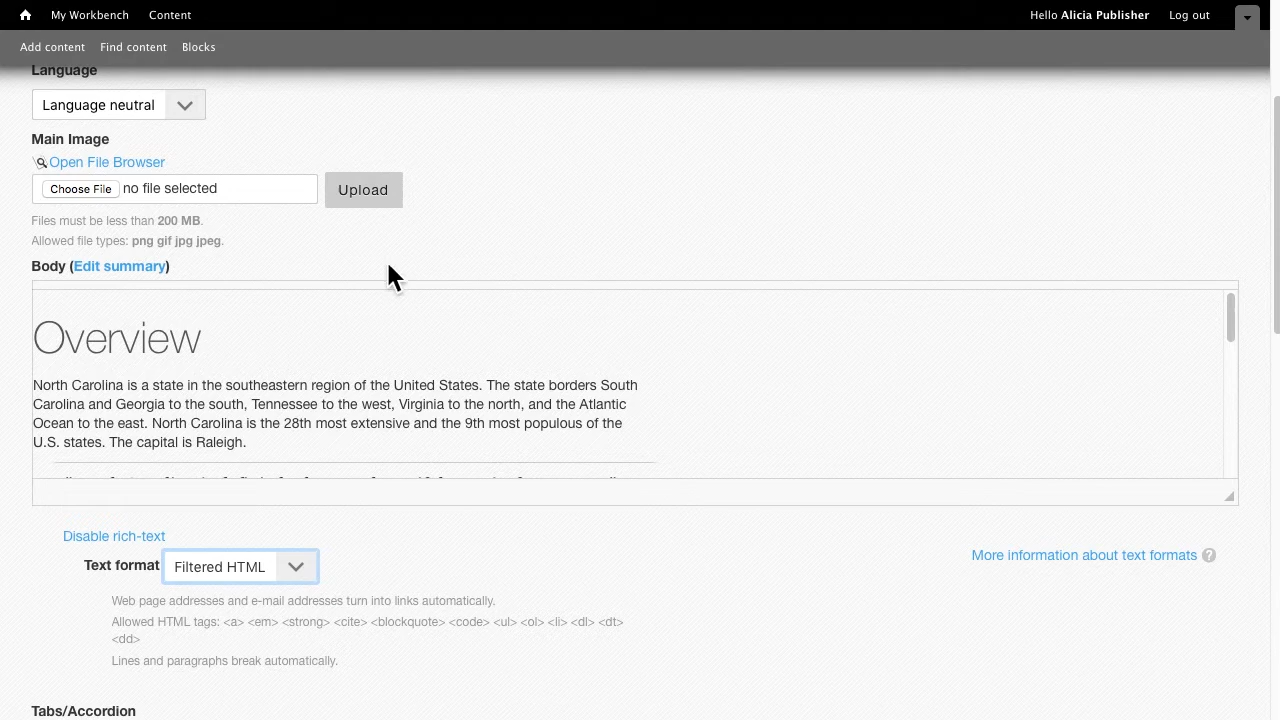 My Workbench Content Hello Alicia Publisher Log out
Add content Find content Blocks
Language
Language neutral
Main Image
Open File Browser
Choose File no file selected Upload
Files must be less than 200 MB.
Allowed file types: png gif jpg jpeg.
Body (Edit summary)
Overview
North Carolina is a state in the southeastern region of the United States. The state borders South
Carolina and Georgia to the south, Tennessee to the west, Virginia to the north, and the Atlantic
Ocean to the east. North Carolina is the 28th most extensive and the 9th most populous of the
U.S. states. The capital is Raleigh.
Disable rich-text
Text format Filtered HTML More information about text formats ?
Web page addresses and e-mail addresses turn into links automatically.
Allowed HTML tags: <a> <em> <strong> <cite> <blockquote> <code> <ul> <ol> <li> <dl> <dt>
<dd>
Lines and paragraphs break automatically.
Tabs/Accordion